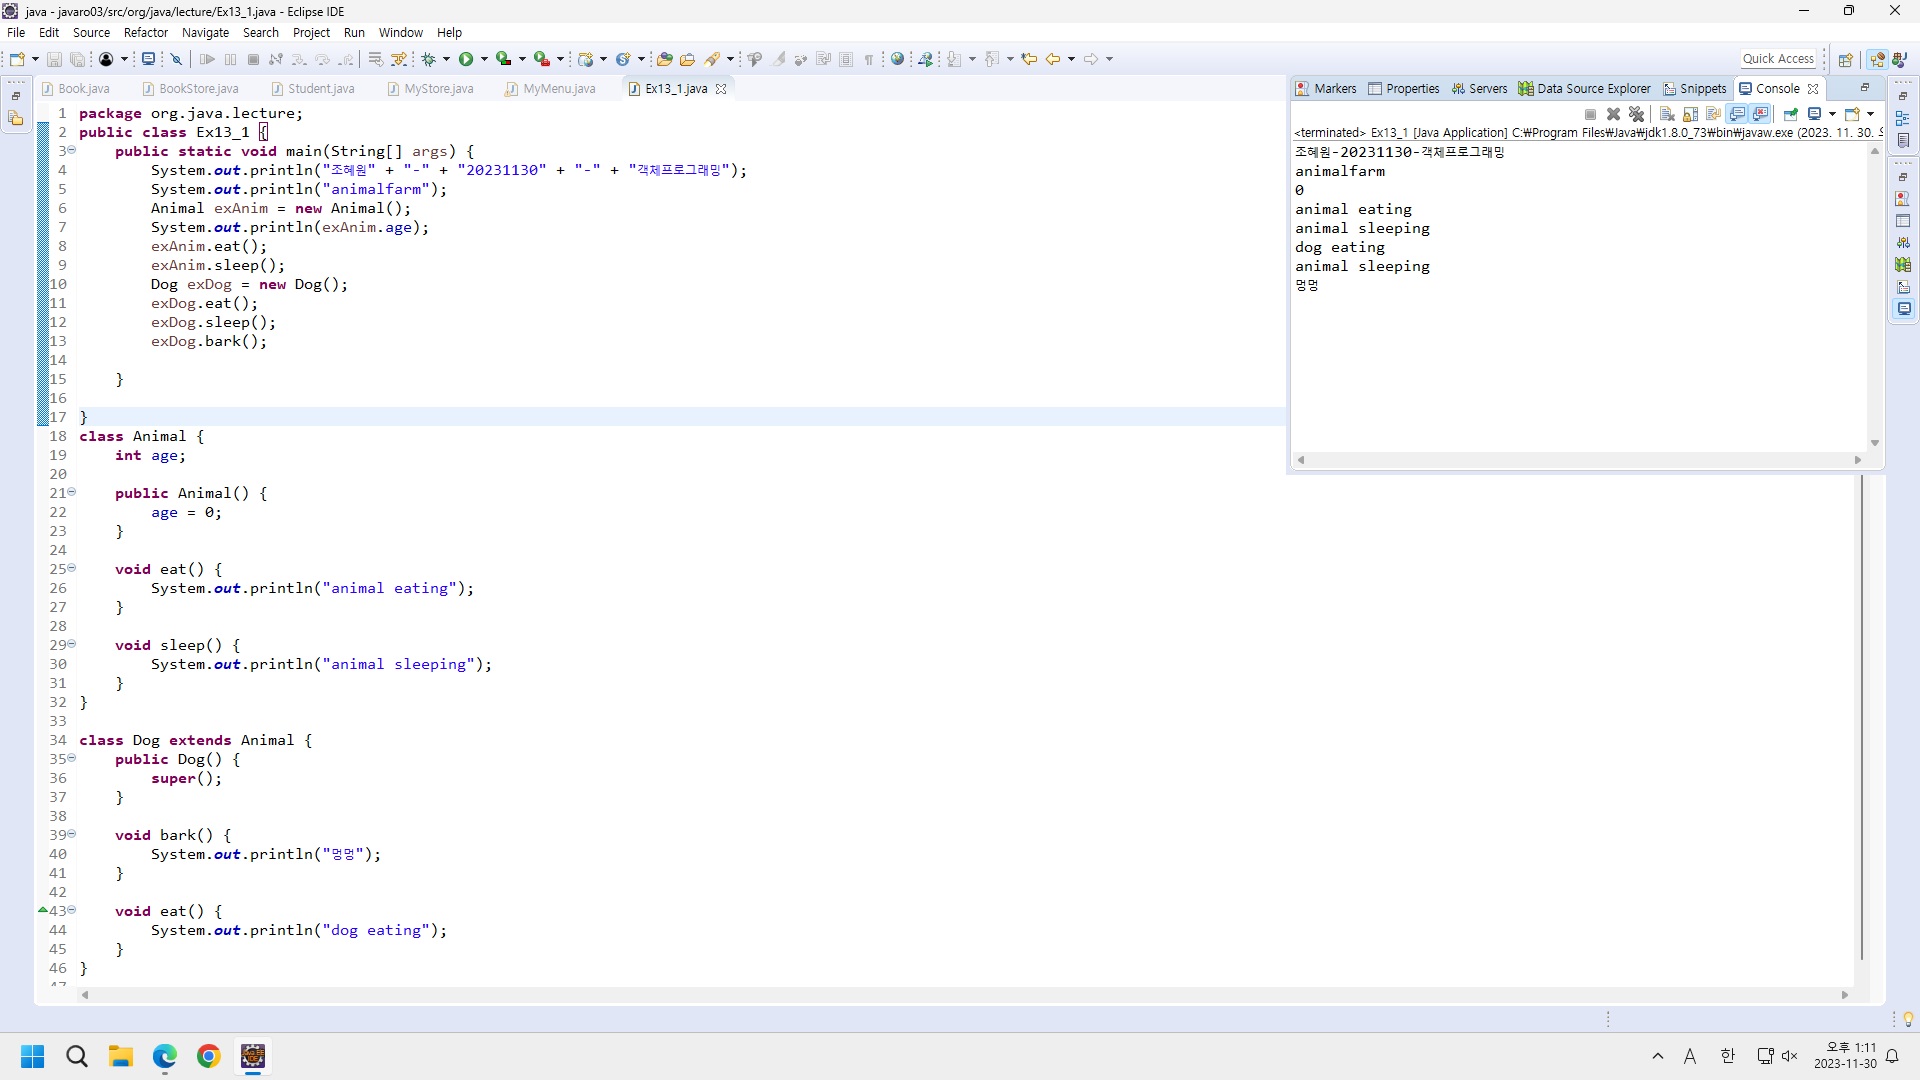 java - javaro03/src/org/java/lecture/Ex13_1.java - Eclipse IDE
File Edit Source Refactor Navigate Search Project Run Window Help
Quick Access
Book.java BookStore.java Student.java MyStore.java MyMenu.java Ex13_1.java
Markers Properties Servers Data Source Explorer Snippets Console
<terminated> Ex13_1 [Java Application] C:₩Program Files₩Java₩jdk1.8.0_73₩bin₩javaw.exe (2023. 11. 30.
조혜원-20231130-객체프로그래밍
animalfarm
0
animal eating
animal sleeping
dog eating
animal sleeping
멍멍
1 package org.java.lecture;
2 public class Ex13_1 {
3 public static void main(String[] args) {
4 System.out.println("조혜원" + "-" + "20231130" + "-" + "객체프로그래밍");
5 System.out.println("animalfarm");
6 Animal exAnim = new Animal();
7 System.out.println(exAnim.age);
8 exAnim.eat();
9 exAnim.sleep();
10 Dog exDog = new Dog();
11 exDog.eat();
12 exDog.sleep();
13 exDog.bark();
14
15 }
16
17 }
18 class Animal {
19 int age;
20
21 public Animal() {
22 age = 0;
23 }
24
25 void eat() {
26 System.out.println("animal eating");
27 }
28
29 void sleep() {
30 System.out.println("animal sleeping");
31 }
32 }
33
34 class Dog extends Animal {
35 public Dog() {
36 super();
37 }
38
39 void bark() {
40 System.out.println("멍멍");
41 }
42
43 void eat() {
44 System.out.println("dog eating");
45 }
46 }
A 한 오후 1:11
2023-11-30